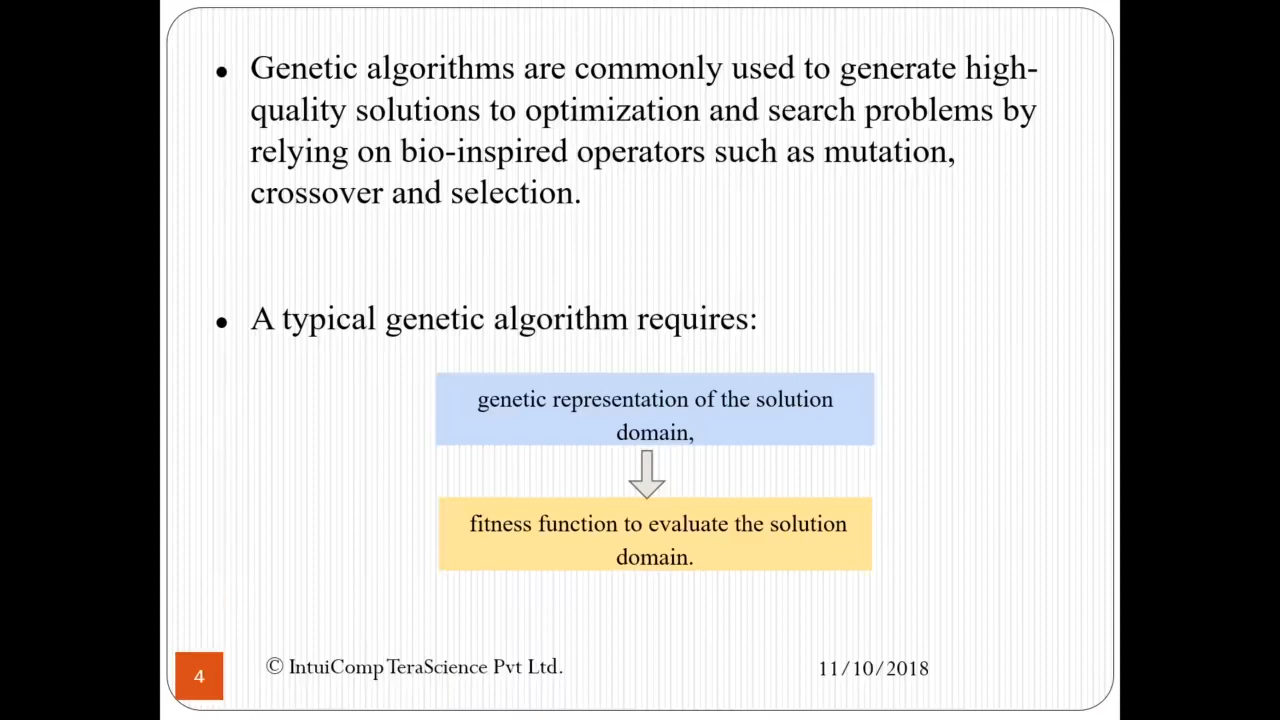 • Genetic algorithms are commonly used to generate high-
quality solutions to optimization and search problems by
relying on bio-inspired operators such as mutation,
crossover and selection.
• A typical genetic algorithm requires:
genetic representation of the solution
domain,
fitness function to evaluate the solution
domain.
4
© IntuiComp TeraScience Pvt Ltd.
11/10/2018